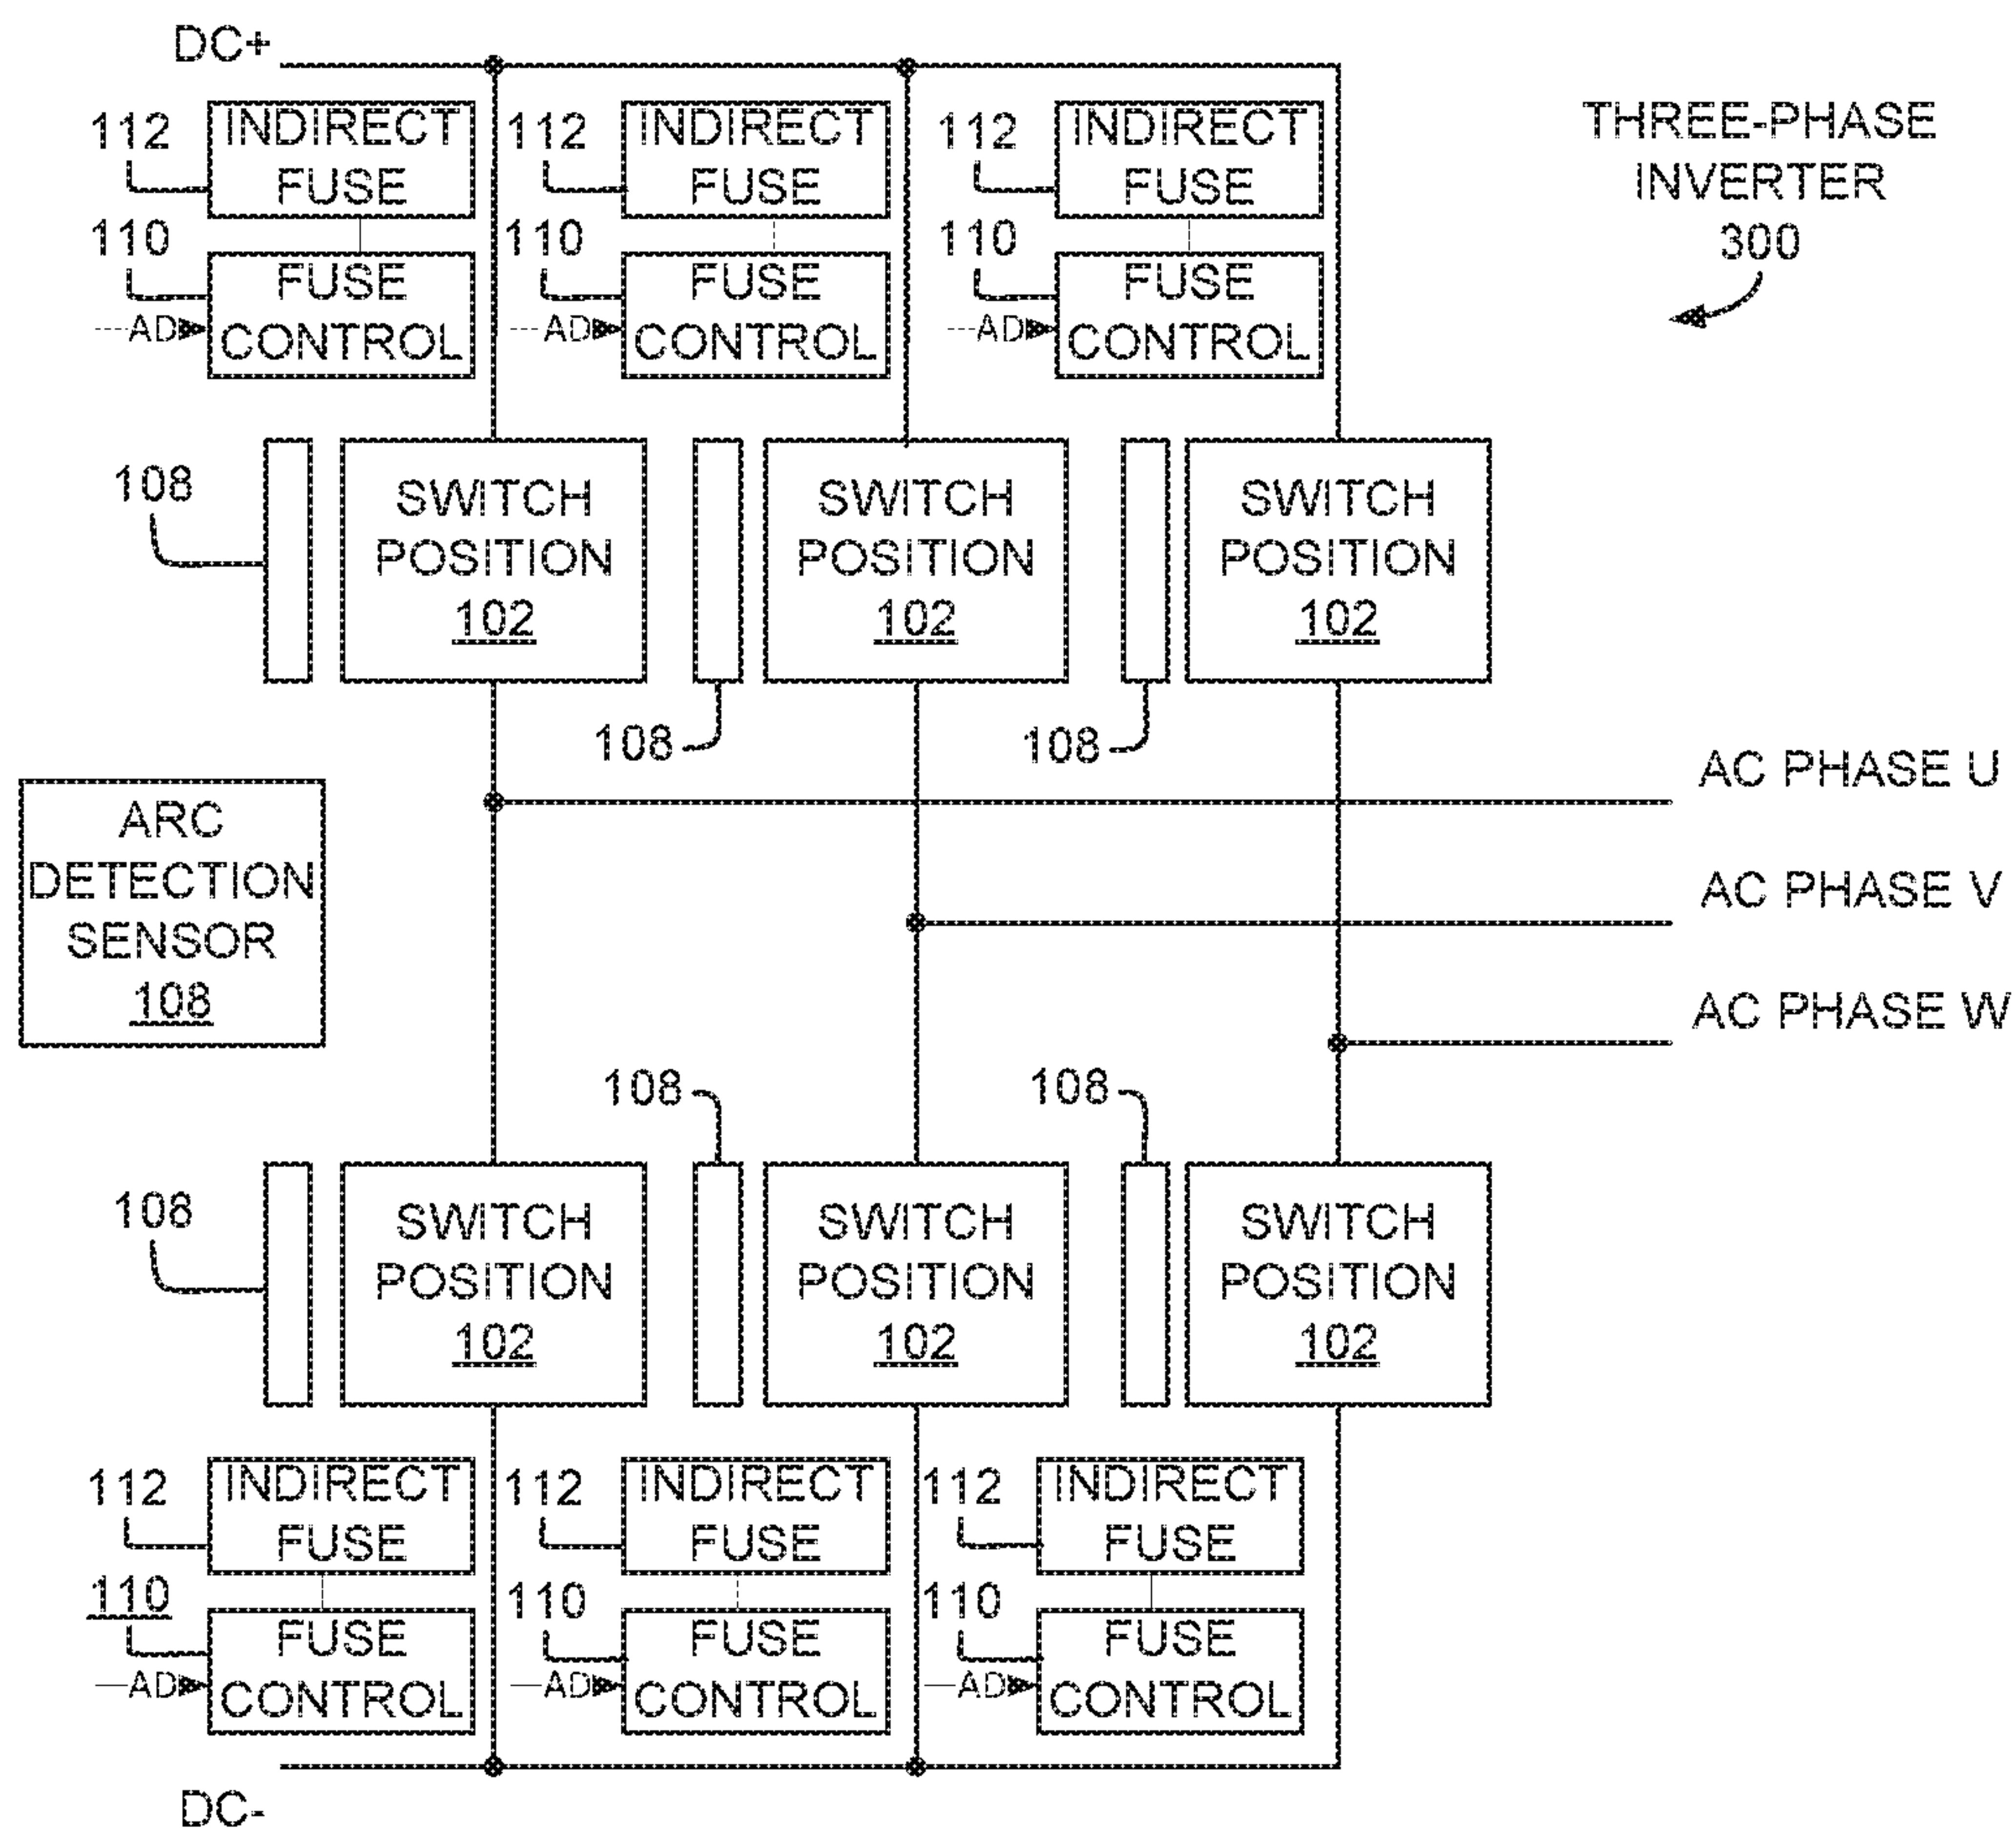 DC+
THREE-PHASE
INVERTER
300
112
INDIRECT
FUSE
110
FUSE
CONTROL
AD
112
INDIRECT
FUSE
110
FUSE
CONTROL
AD
112
INDIRECT
FUSE
110
FUSE
CONTROL
AD
108
SWITCH
POSITION
102
108
SWITCH
POSITION
102
108
SWITCH
POSITION
102
AC PHASE U
AC PHASE V
AC PHASE W
ARC
DETECTION
SENSOR
108
108
SWITCH
POSITION
102
108
SWITCH
POSITION
102
108
SWITCH
POSITION
102
112
INDIRECT
FUSE
110
FUSE
CONTROL
AD
112
INDIRECT
FUSE
110
FUSE
CONTROL
AD
112
INDIRECT
FUSE
110
FUSE
CONTROL
AD
DC-